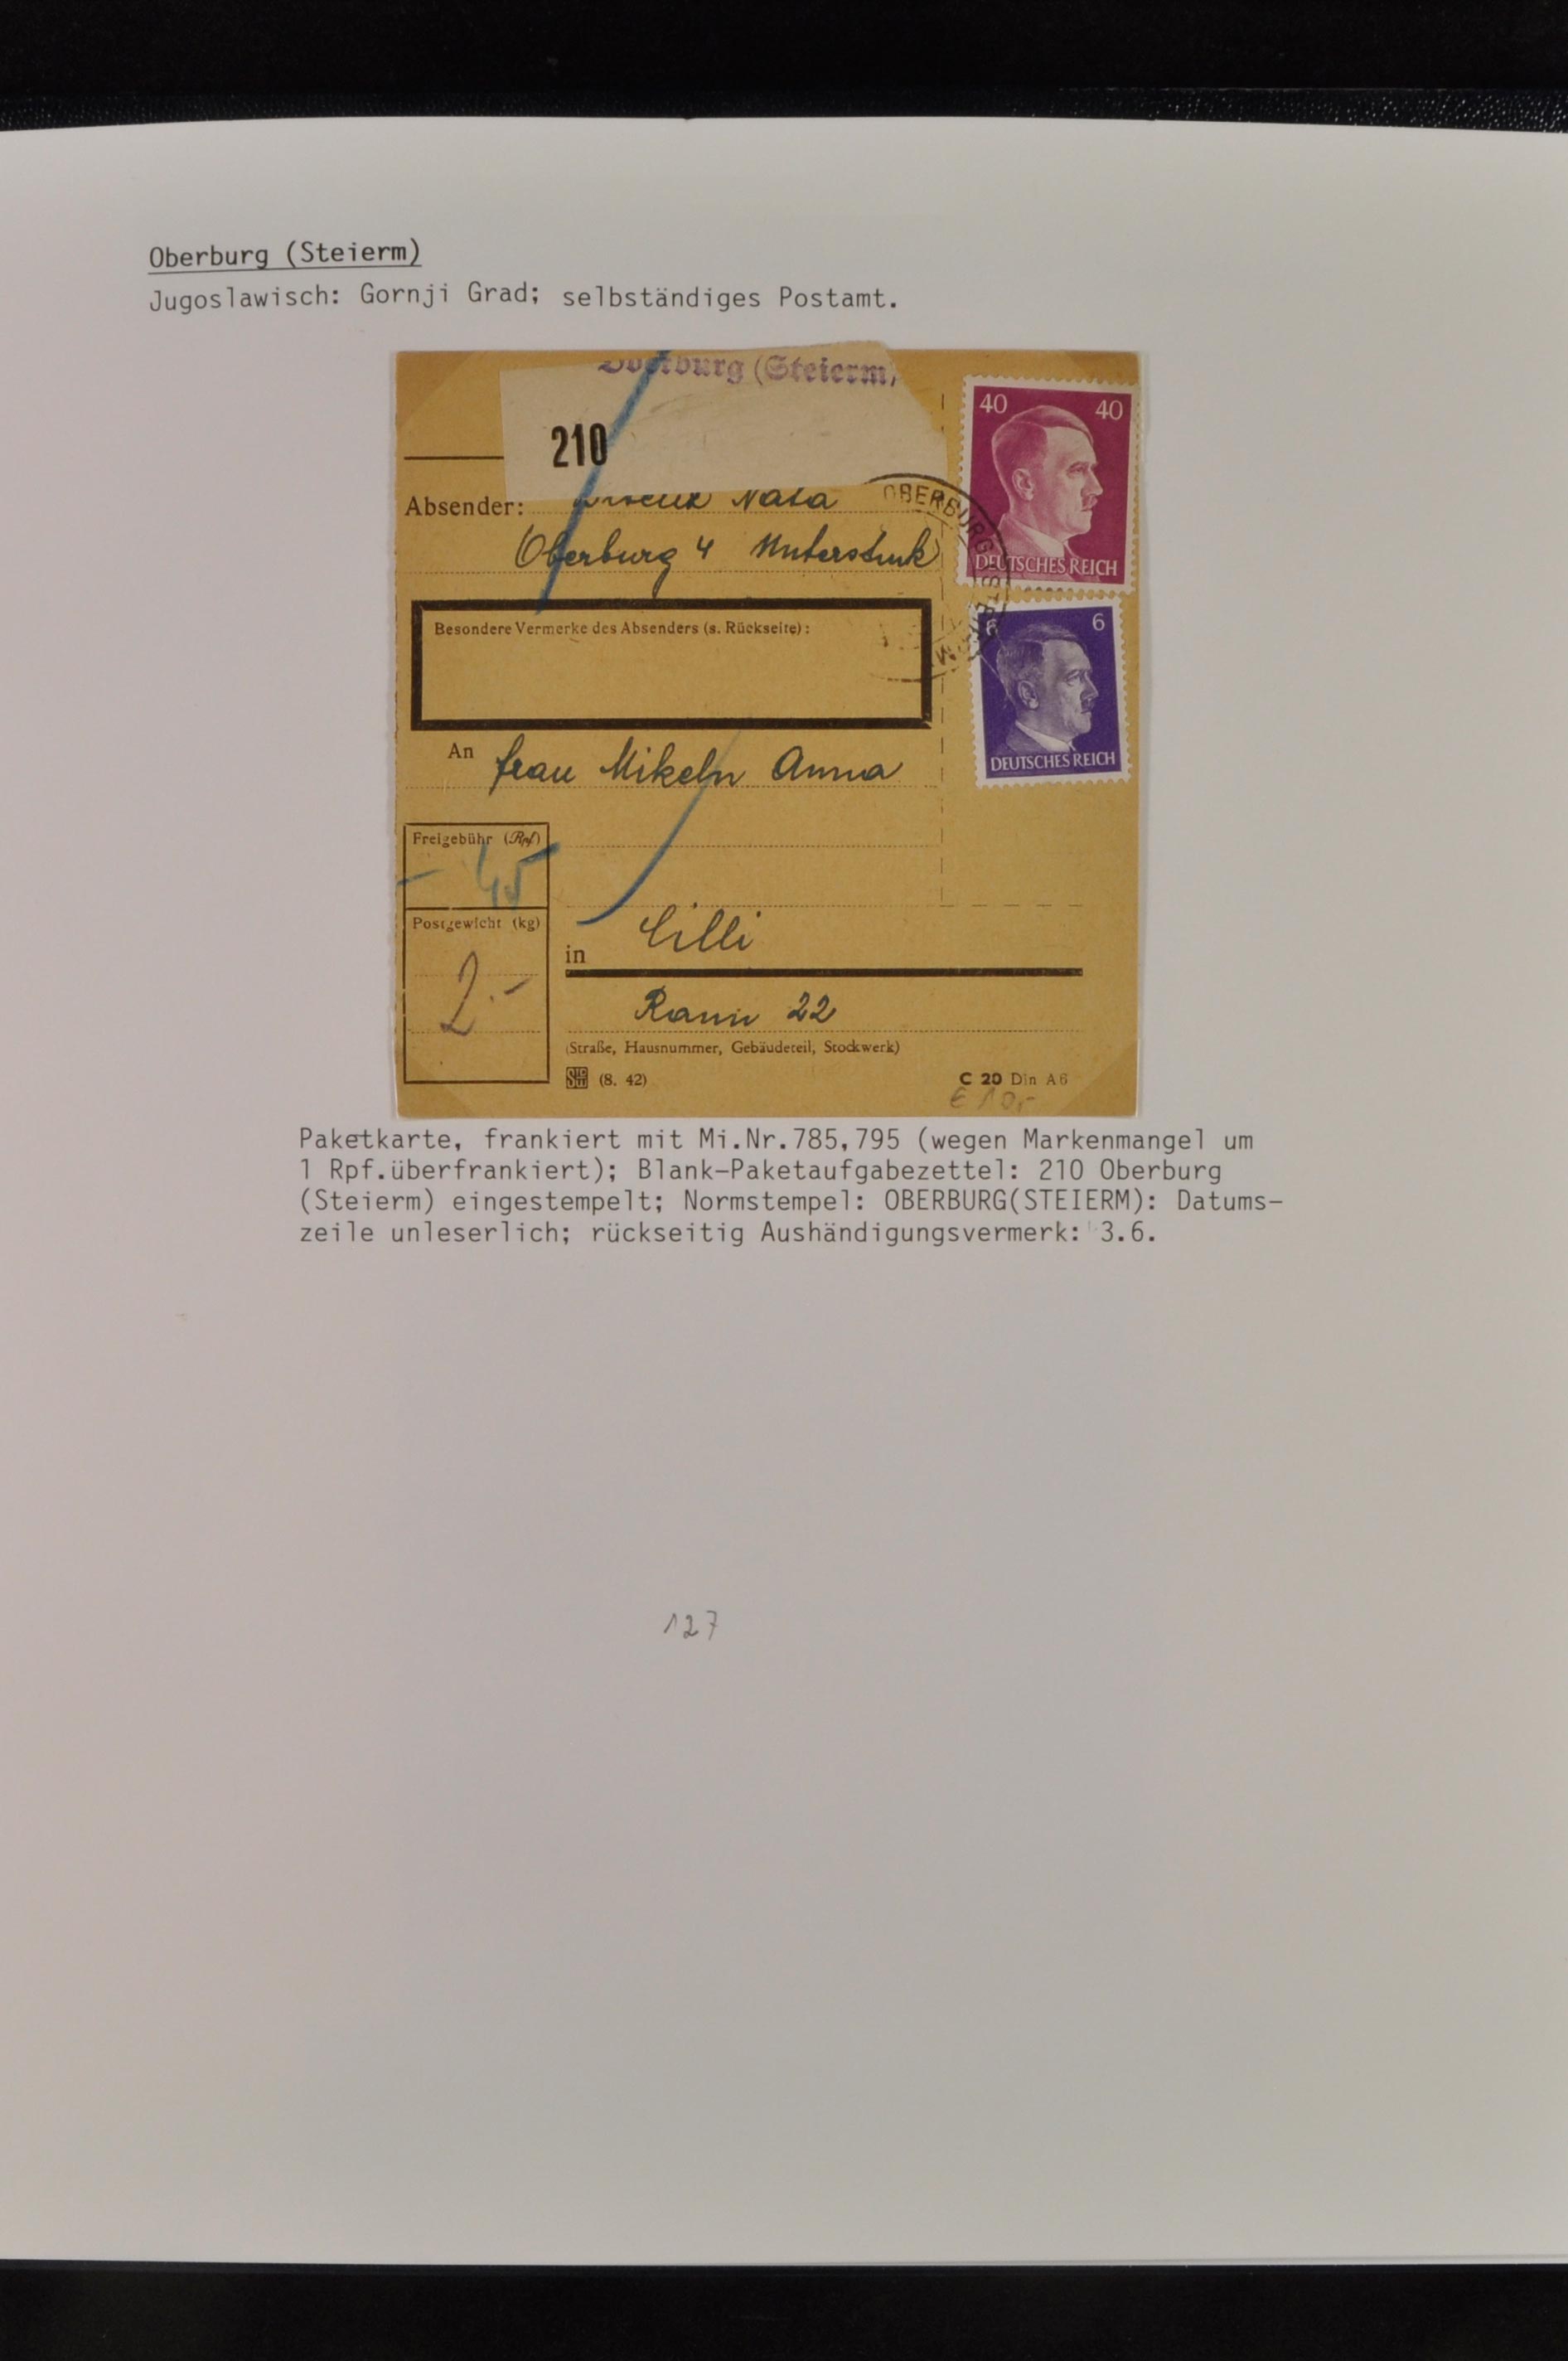 Oberburg (Steierm)
Jugoslawisch: Gornji Grad; selbständiges Postamt.
Oberburg (Steierm)
210
40 40
DEUTSCHES REICH
Absender: Nata
OBERBURG (STEIERM)
Oberburg 4
6 6
DEUTSCHES REICH
Besondere Vermerke des Absenders (s. Rückseite):
An Frau Mikeln Anna
Freigebühr (Rpf)
- 45
Postgewicht (kg)
2.-
in Cilli
Rann 22
(Straße, Hausnummer, Gebäudeteil, Stockwerk)
(8. 42)
C 20 Din A6
€ 10,-
Paketkarte, frankiert mit Mi.Nr.785,795 (wegen Markenmangel um
1 Rpf.überfrankiert); Blank-Paketaufgabezettel: 210 Oberburg
(Steierm) eingestempelt; Normstempel: OBERBURG(STEIERM): Datums-
zeile unleserlich; rückseitig Aushändigungsvermerk: 3.6.
127